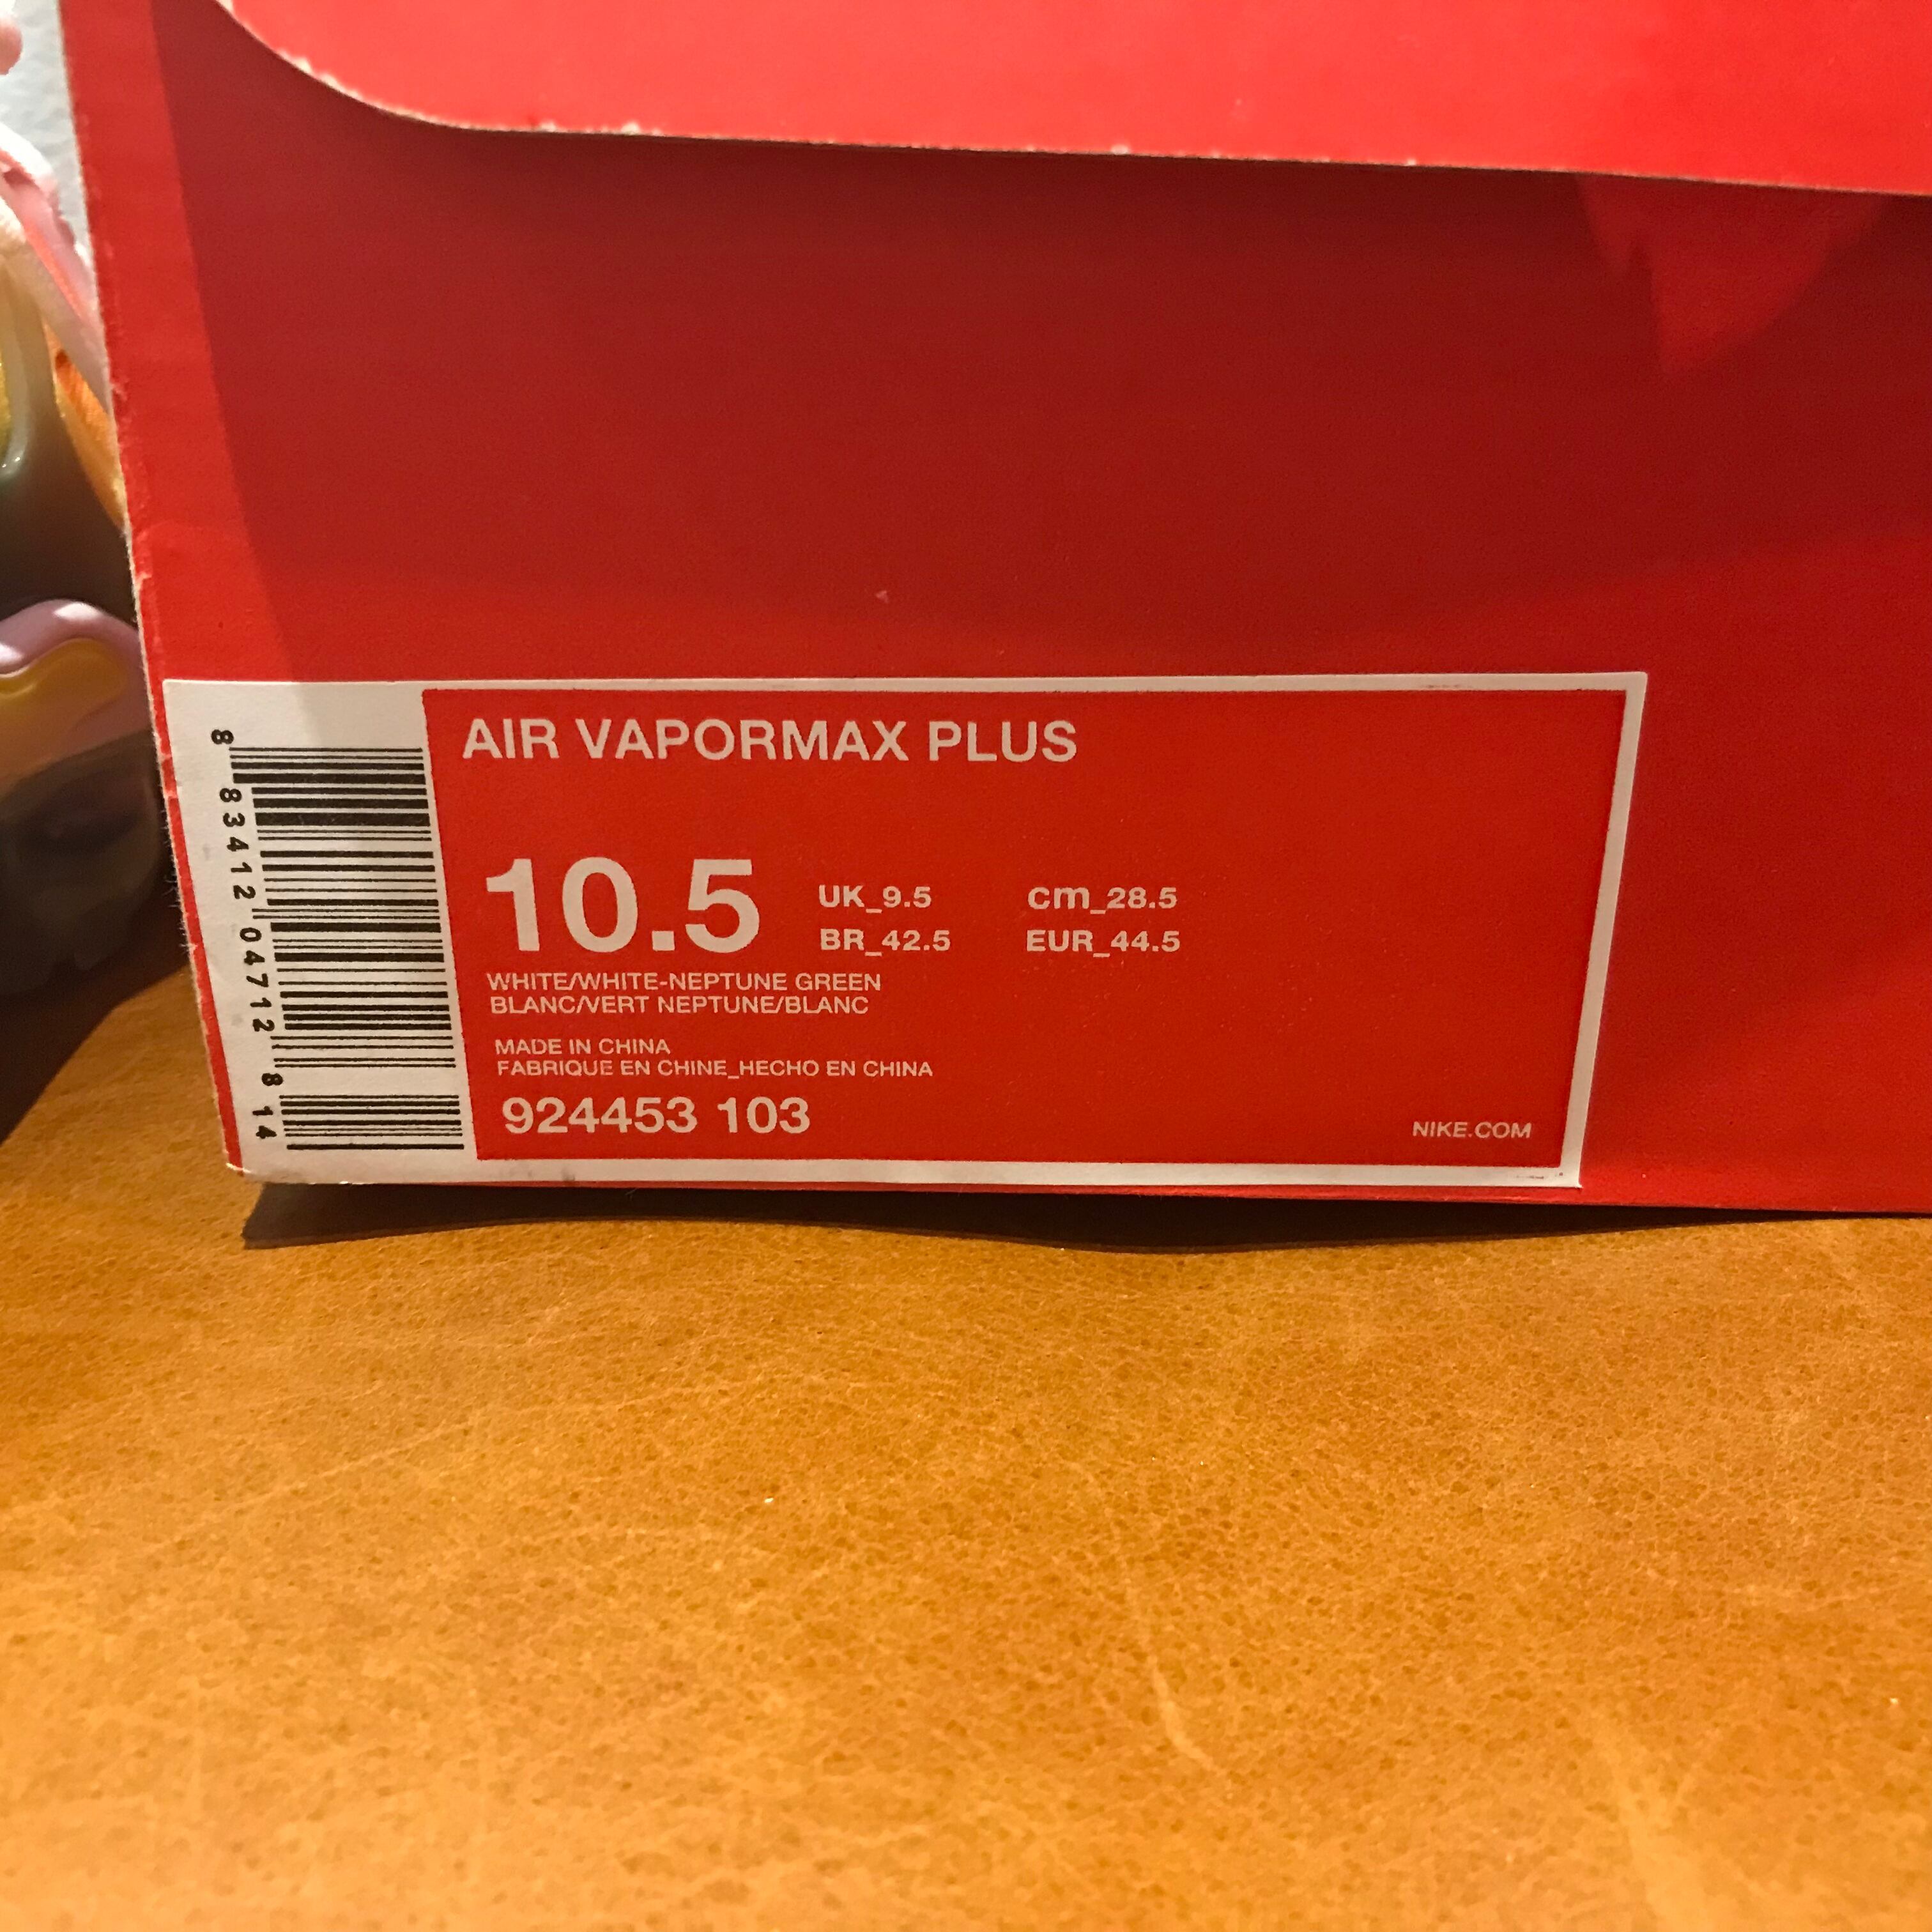 AIR VAPORMAX PLUS
10.5
UK_9.5 cm_28.5
BR_42.5 EUR_44.5
WHITE/WHITE-NEPTUNE GREEN
BLANC/VERT NEPTUNE/BLANC
MADE IN CHINA
FABRIQUE EN CHINE_HECHO EN CHINA
924453 103
NIKE.COM
8 83412 04712 8 14